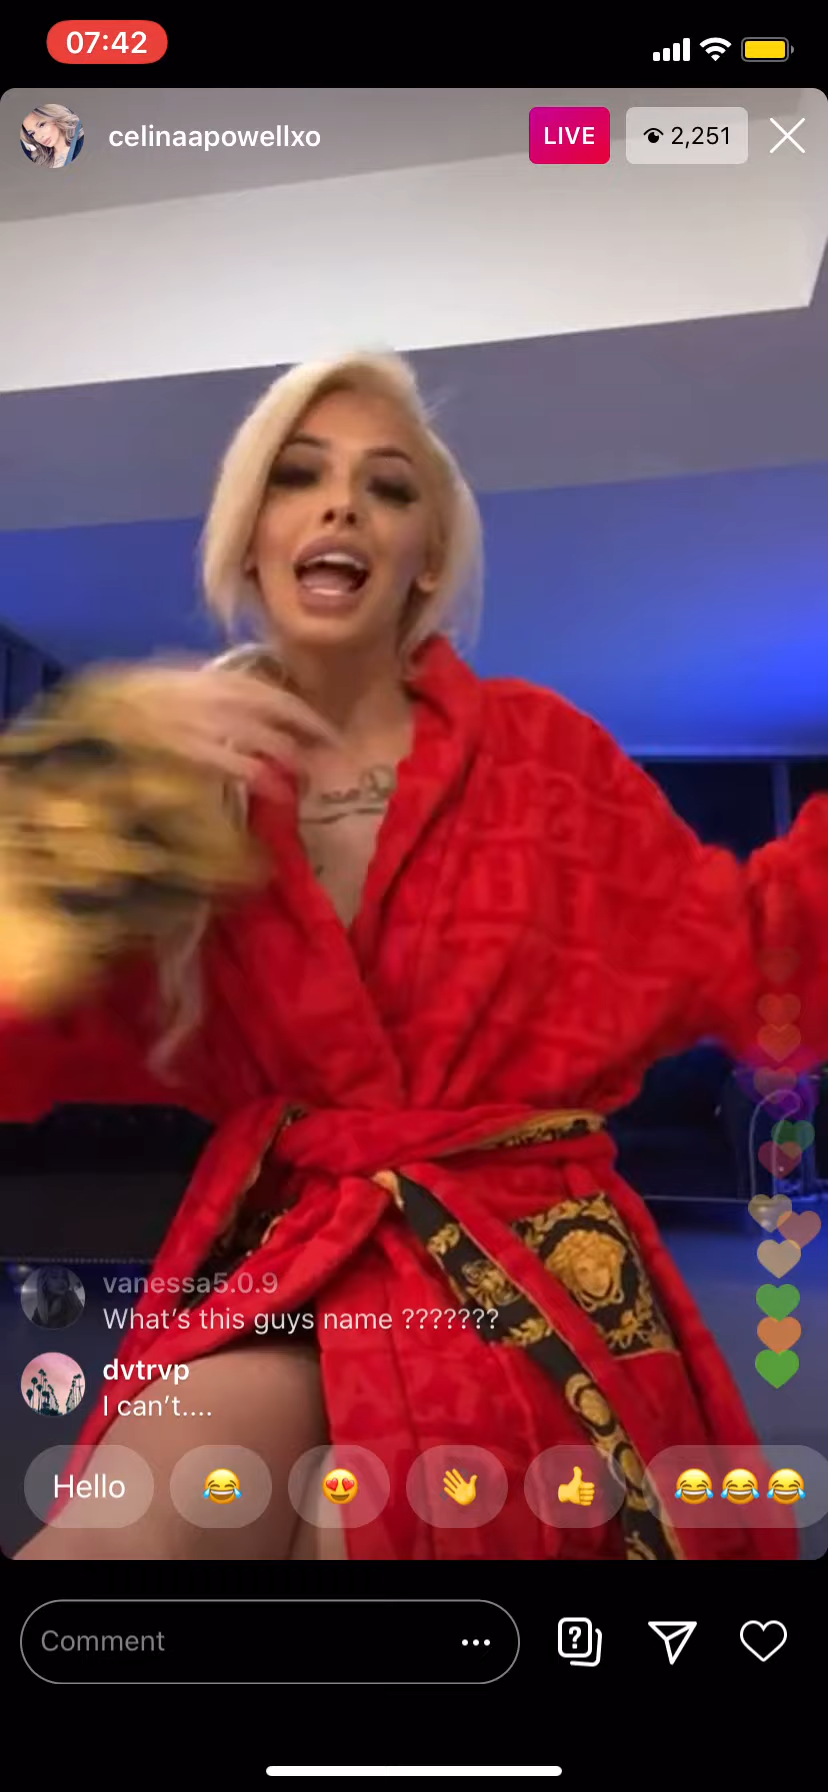 07:42
celinaapowellxo
LIVE
2,251
vanessa5.0.9
What's this guys name ???????
dvtrvp
I can't....
Hello
Comment